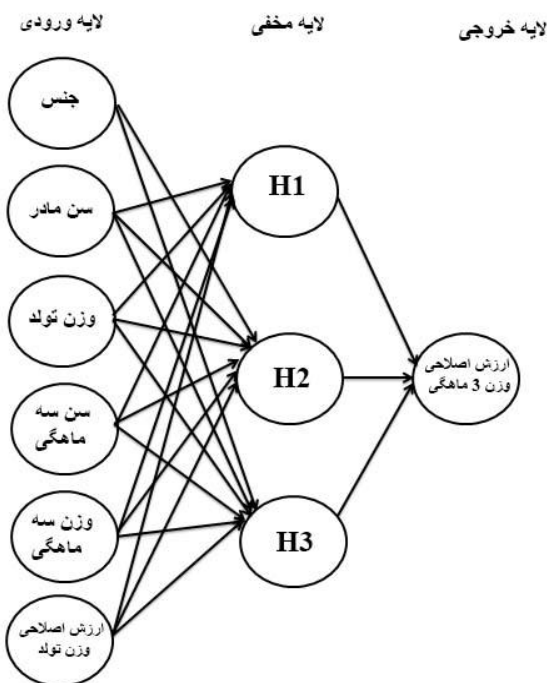 لایه ورودی
لایه مخفی
لایه خروجی
جنس
سن مادر
وزن تولد
سن سه
ماهگی
وزن سه
ماهگی
ارزش اصلاحی
وزن تولد
H1
H2
H3
ارزش اصلاحی
وزن 3 ماهگی